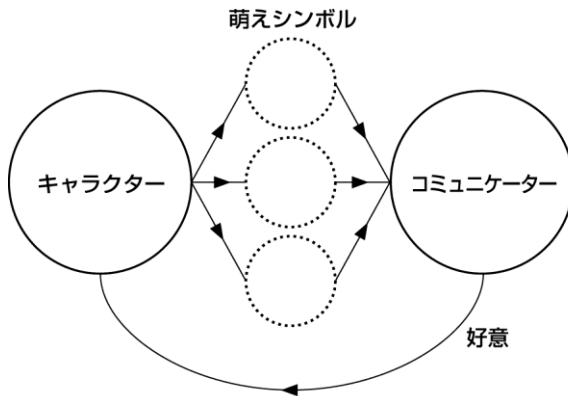 萌えシンボル
キャラクター
コミュニケーター
好意